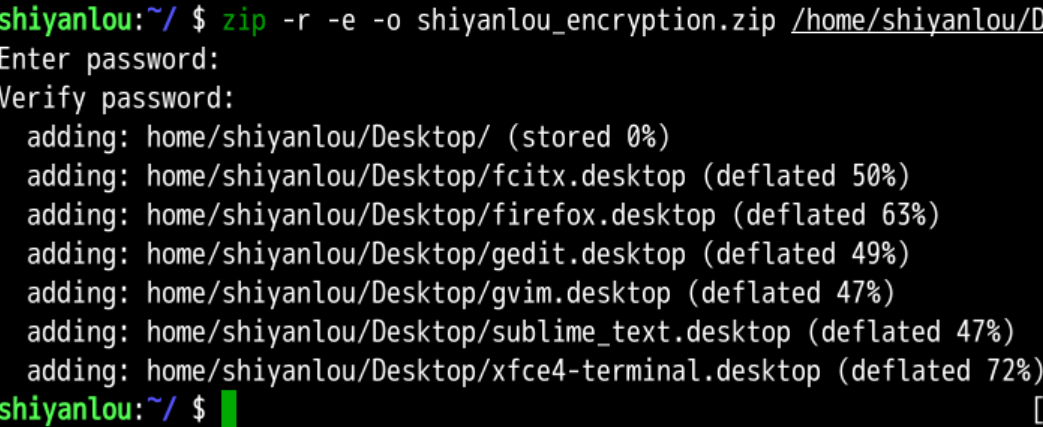 shiyanlou:~/ $ zip -r -e -o shiyanlou_encryption.zip /home/shiyanlou/D
Enter password:
Verify password:
  adding: home/shiyanlou/Desktop/ (stored 0%)
  adding: home/shiyanlou/Desktop/fcitx.desktop (deflated 50%)
  adding: home/shiyanlou/Desktop/firefox.desktop (deflated 63%)
  adding: home/shiyanlou/Desktop/gedit.desktop (deflated 49%)
  adding: home/shiyanlou/Desktop/gvim.desktop (deflated 47%)
  adding: home/shiyanlou/Desktop/sublime_text.desktop (deflated 47%)
  adding: home/shiyanlou/Desktop/xfce4-terminal.desktop (deflated 72%)
shiyanlou:~/ $ [